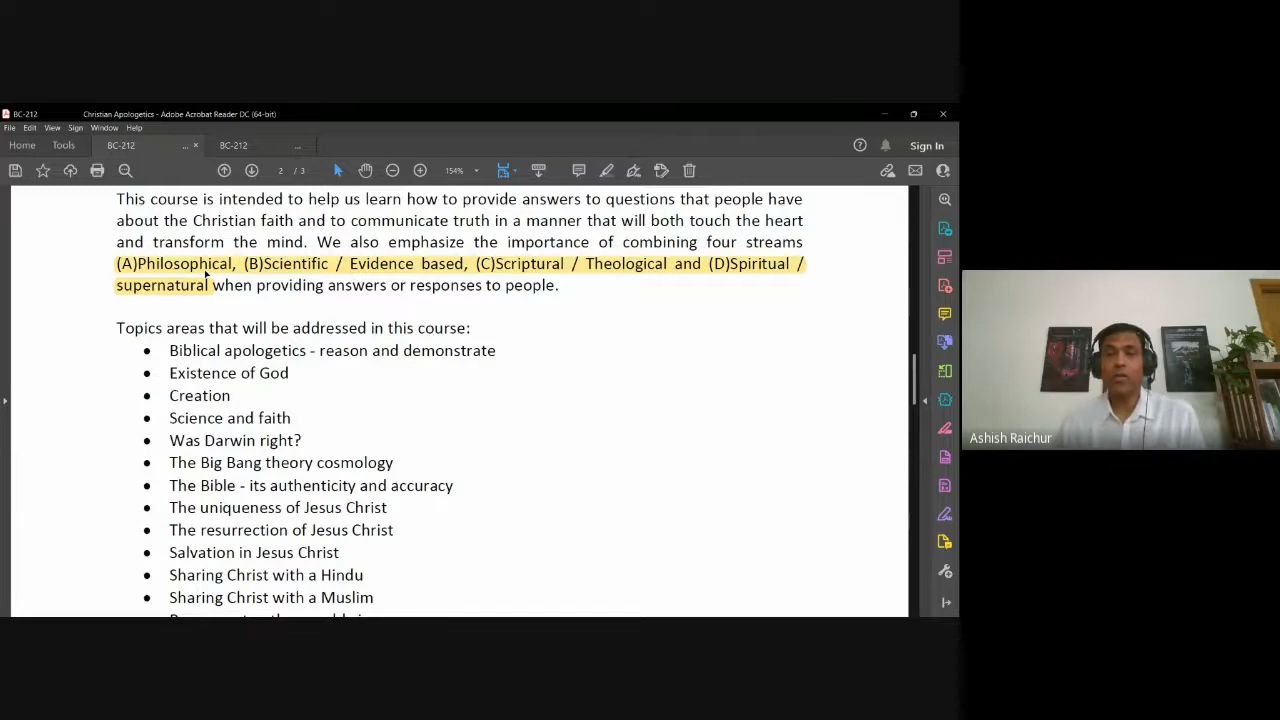 BC-212 Christian Apologetics - Adobe Acrobat Reader DC (64-bit)
File Edit View Sign Window Help
Home Tools BC-212 ... × BC-212 ... Sign In
2 / 3 154%
This course is intended to help us learn how to provide answers to questions that people have
about the Christian faith and to communicate truth in a manner that will both touch the heart
and transform the mind. We also emphasize the importance of combining four streams
(A)Philosophical, (B)Scientific / Evidence based, (C)Scriptural / Theological and (D)Spiritual /
supernatural when providing answers or responses to people.
Topics areas that will be addressed in this course:
• Biblical apologetics - reason and demonstrate
• Existence of God
• Creation
• Science and faith
• Was Darwin right?
• The Big Bang theory cosmology
• The Bible - its authenticity and accuracy
• The uniqueness of Jesus Christ
• The resurrection of Jesus Christ
• Salvation in Jesus Christ
• Sharing Christ with a Hindu
• Sharing Christ with a Muslim
Ashish Raichur